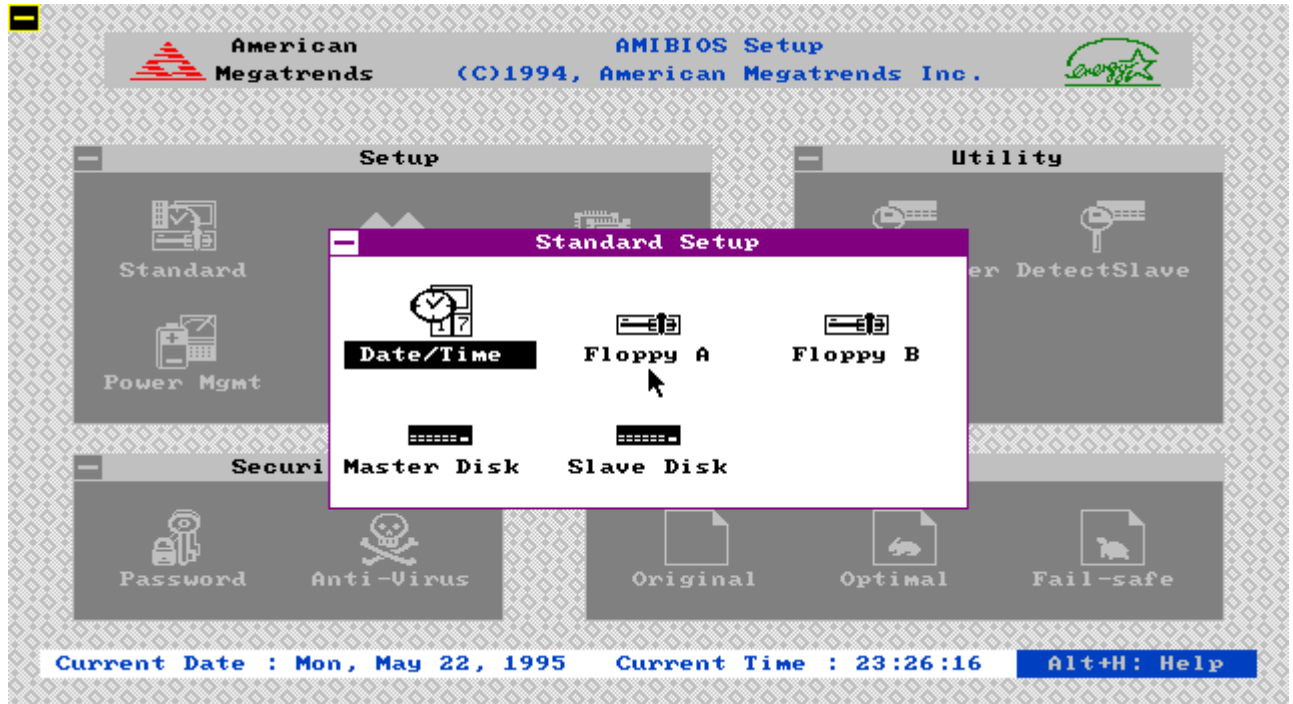 American
Megatrends
AMIBIOS Setup
(C)1994, American Megatrends Inc.
energy
Setup
Utility
Standard
Standard Setup
er
DetectSlave
17
Date/Time
Floppy A
Floppy B
Power Mgmt
Master Disk
Slave Disk
Securi
Password
Anti-Virus
Original
Optimal
Fail-safe
Current Date : Mon, May 22, 1995
Current Time : 23:26:16
Alt+H: Help